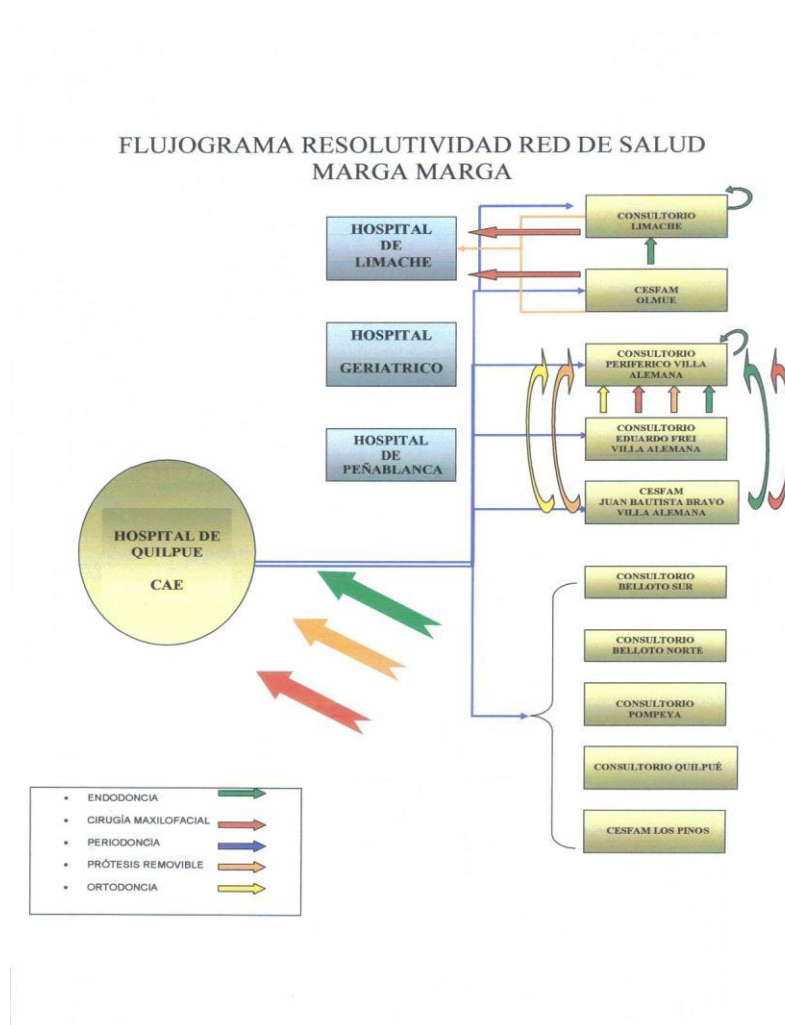 FLUJOGRAMA RESOLUTIVIDAD RED DE SALUD
MARGA MARGA
HOSPITAL
DE
LIMACHE
CONSULTORIO
LIMACHE
CESFAM
OLMUE
HOSPITAL
GERIATRICO
CONSULTORIO
PERIFERICO VILLA
ALEMANA
HOSPITAL
DE
PEÑABLANCA
CONSULTORIO
EDUARDO FREI
VILLA ALEMANA
CESFAM
JUAN BAUTISTA BRAVO
VILLA ALEMANA
HOSPITAL DE
QUILPUE
CAE
CONSULTORIO
BELLOTO SUR
CONSULTORIO
BELLOTO NORTE
CONSULTORIO
POMPEYA
CONSULTORIO QUILPUÉ
CESFAM LOS PINOS
• ENDODONCIA
• CIRUGÍA MAXILOFACIAL
• PERIODONCIA
• PRÓTESIS REMOVIBLE
• ORTODONCIA